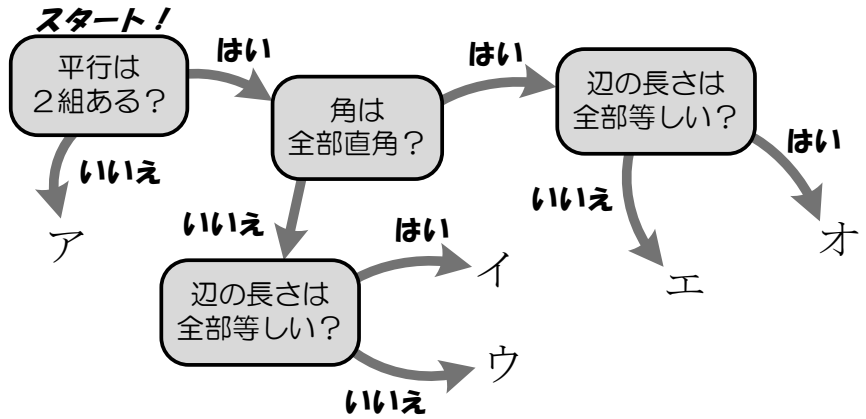 スタート！
平行は
２組ある？
はい
いいえ
ア
角は
全部直角？
はい
いいえ
辺の長さは
全部等しい？
はい
いいえ
オ
エ
辺の長さは
全部等しい？
はい
イ
いいえ
ウ